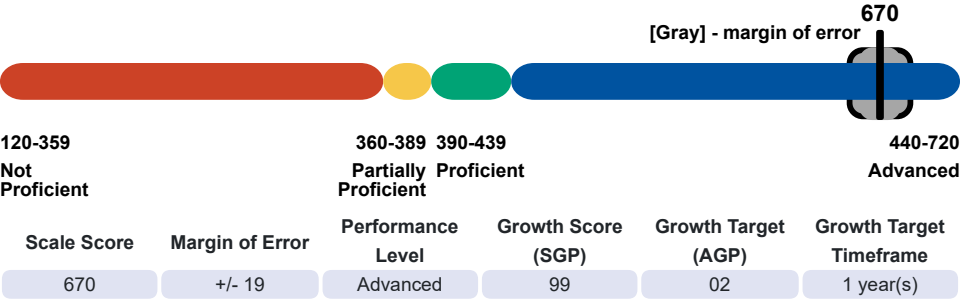 670
[Gray] - margin of error
120-359 360-389 390-439 440-720
Not Partially Proficient Advanced
Proficient Proficient
Performance Growth Score Growth Target Growth Target
Scale Score Margin of Error
Level (SGP) (AGP) Timeframe
670 +/- 19 Advanced 99 02 1 year(s)